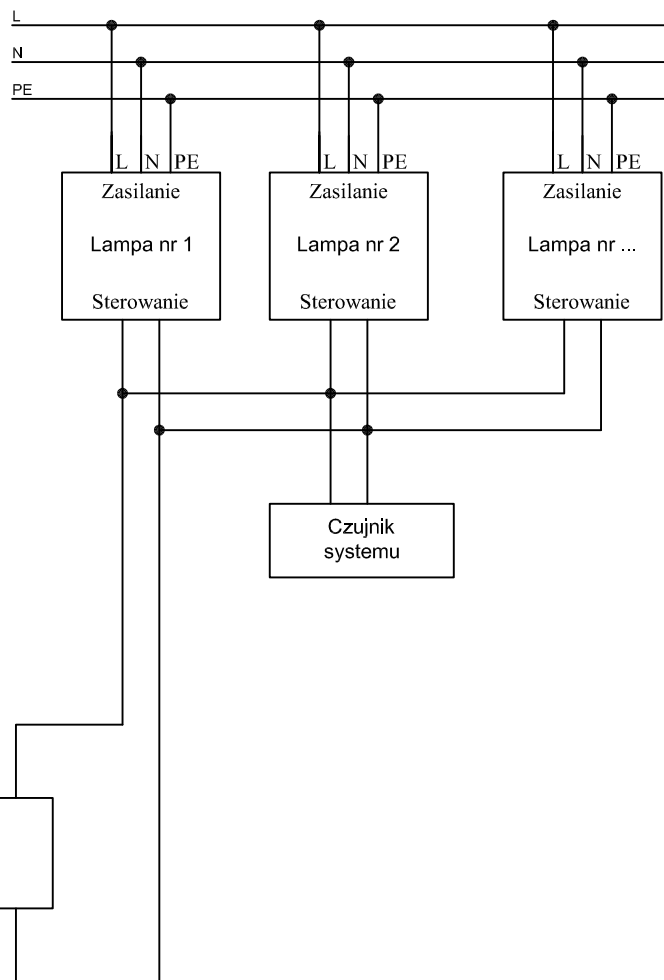 L
N
PE
L N PE
L N PE
L N PE
Zasilanie
Zasilanie
Zasilanie
Lampa nr 1
Lampa nr 2
Lampa nr ...
Sterowanie
Sterowanie
Sterowanie
Czujnik
systemu